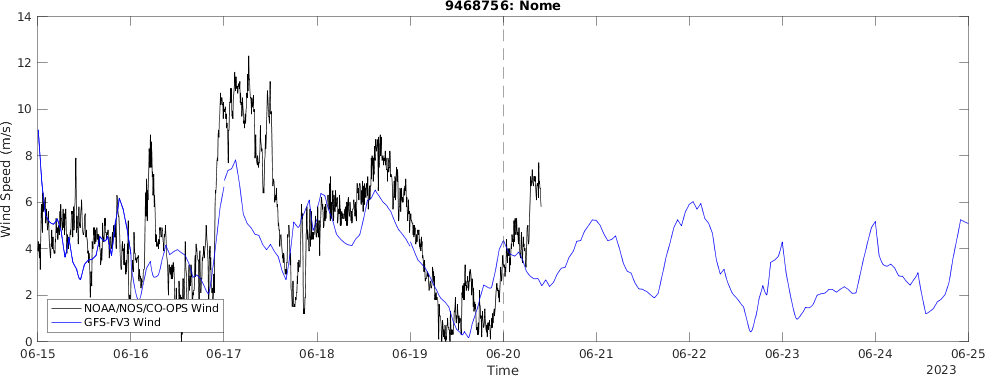 9468756: Nome
14
12
10
8
6
4
2
0
Wind Speed (m/s)
NOAA/NOS/CO-OPS Wind
GFS-FV3 Wind
06-15 06-16 06-17 06-18 06-19 06-20 06-21 06-22 06-23 06-24 06-25
Time
2023